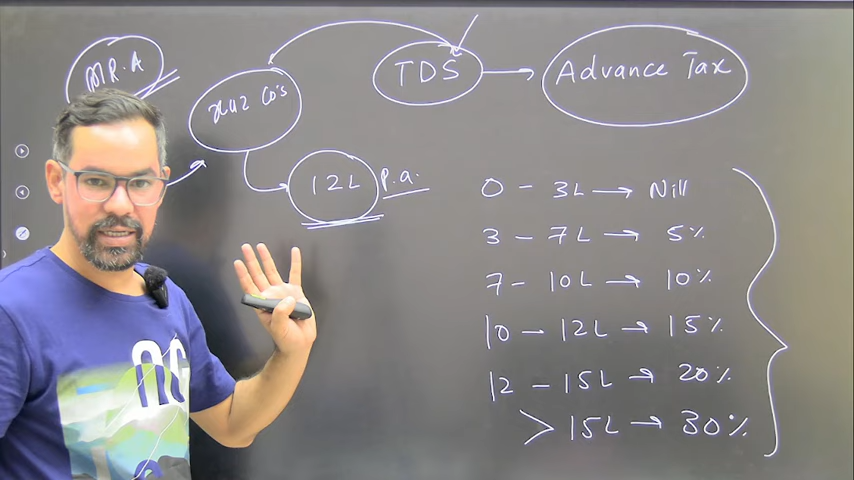 MR.A
Co's
TDS
Advance Tax
12L P.a.
0 - 3L → Nill
3 - 7L → 5%
7 - 10L → 10%
10 - 12L → 15%
12 - 15L → 20%
> 15L → 30%